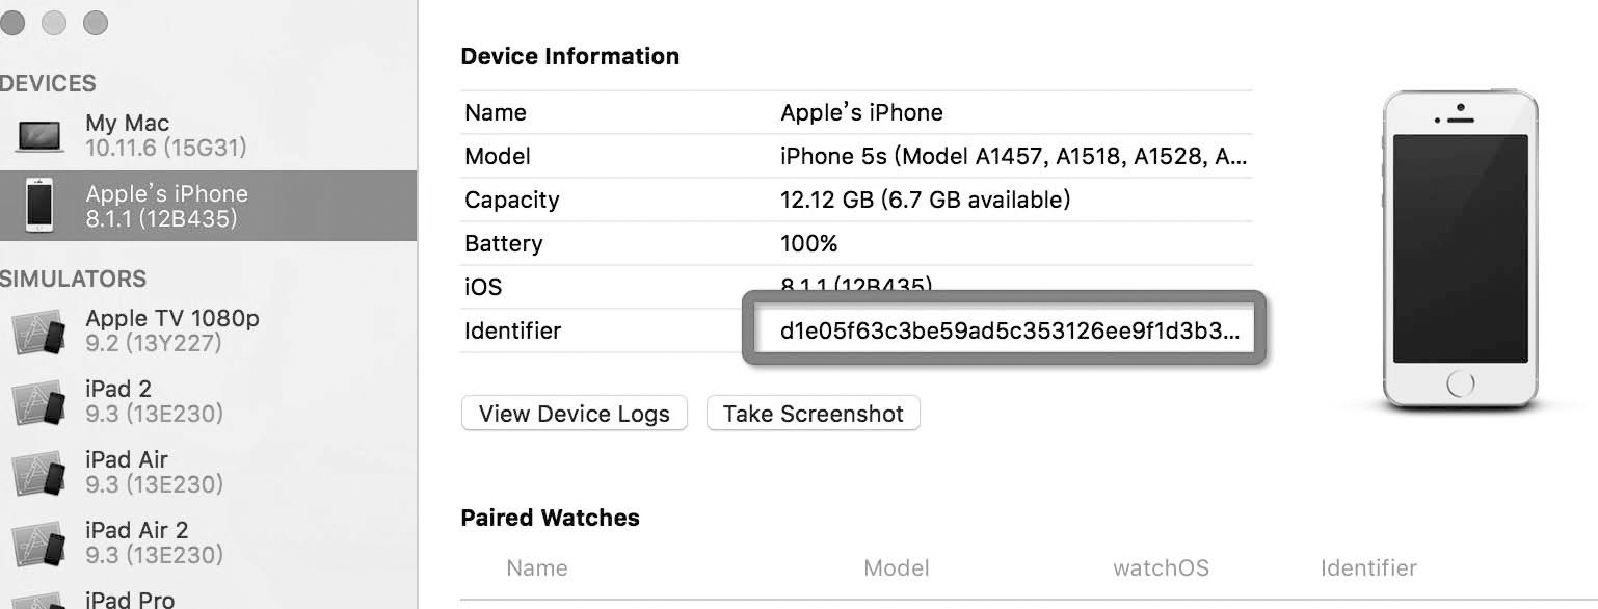 DEVICES
My Mac
10.11.6 (15G31)
Apple's iPhone
8.1.1 (12B435)
SIMULATORS
Apple TV 1080p
9.2 (13Y227)
iPad 2
9.3 (13E230)
iPad Air
9.3 (13E230)
iPad Air 2
9.3 (13E230)
iPad Pro
Device Information
Name Apple's iPhone
Model iPhone 5s (Model A1457, A1518, A1528, A...
Capacity 12.12 GB (6.7 GB available)
Battery 100%
iOS 8.1.1 (12B435)
Identifier d1e05f63c3be59ad5c353126ee9f1d3b3...
View Device Logs Take Screenshot
Paired Watches
Name Model watchOS Identifier